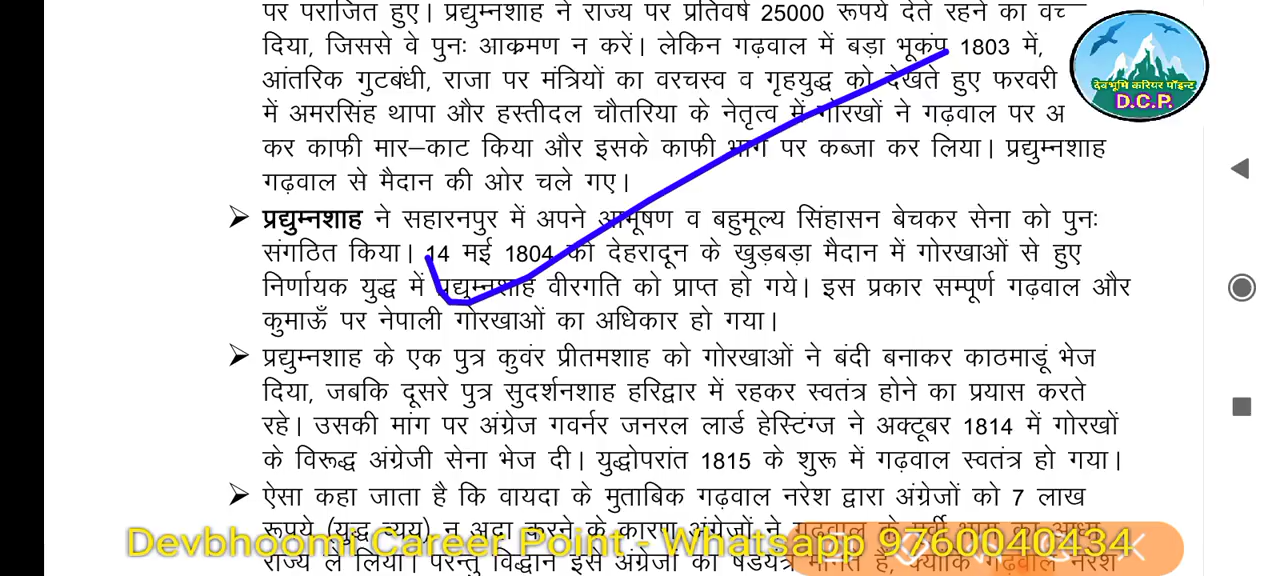 पर पराजित हुए। प्रद्युम्नशाह ने राज्य पर प्रतिवर्ष 25000 रूपये देते रहने का
दिया, जिससे वे पुनः आक्रमण न करें। लेकिन गढ़वाल में बड़ा भूकंप 1803 में,
आंतरिक गुटबंधी, राजा पर मंत्रियों का वरचस्व व गृहयुद्ध को देखते हुए फरवरी
में अमरसिंह थापा और हस्तीदल चौतरिया के नेतृत्व में गोरखों ने गढ़वाल पर
कर काफी मार–काट किया और इसके काफी भाग पर कब्जा कर लिया। प्रद्युम्नशाह
गढ़वाल से मैदान की ओर चले गए।
➢ प्रद्युम्नशाह ने सहारनपुर में अपने आभूषण व बहुमूल्य सिंहासन बेचकर सेना को पुनः
संगठित किया। 14 मई 1804 को देहरादून के खुड़बड़ा मैदान में गोरखाओं से हुए
निर्णायक युद्ध में प्रद्युम्नशाह वीरगति को प्राप्त हो गये। इस प्रकार सम्पूर्ण गढ़वाल और
कुमाऊँ पर नेपाली गोरखाओं का अधिकार हो गया।
➢ प्रद्युम्नशाह के एक पुत्र कुवंर प्रीतमशाह को गोरखाओं ने बंदी बनाकर काठमाडूं भेज
दिया, जबकि दूसरे पुत्र सुदर्शनशाह हरिद्वार में रहकर स्वतंत्र होने का प्रयास करते
रहे। उसकी मांग पर अंग्रेज गवर्नर जनरल लार्ड हेस्टिंग्ज ने अक्टूबर 1814 में गोरखों
के विरूद्ध अंग्रेजी सेना भेज दी। युद्धोपरांत 1815 के शुरू में गढ़वाल स्वतंत्र हो गया।
➢ ऐसा कहा जाता है कि वायदा के मुताबिक गढ़वाल नरेश द्वारा अंग्रेजों को 7 लाख
रूपये (युद्ध व्यय) न अदा करने के कारण अंग्रेजों ने गढ़वाल के पूर्वी भाग का आधा
राज्य ले लिया। परन्तु विद्वान इसे अंग्रेजों का षडयंत्र मानते है, क्योंकि गढ़वाल नरेश
देवभूमि करियर पॉइन्ट
D.C.P.
Devbhoomi Career Point - Whatsapp 9760040434